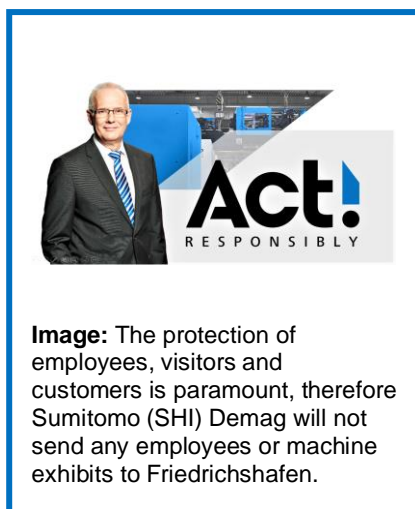 Act!
RESPONSIBLY
Image: The protection of
employees, visitors and
customers is paramount, therefore
Sumitomo (SHI) Demag will not
send any employees or machine
exhibits to Friedrichshafen.